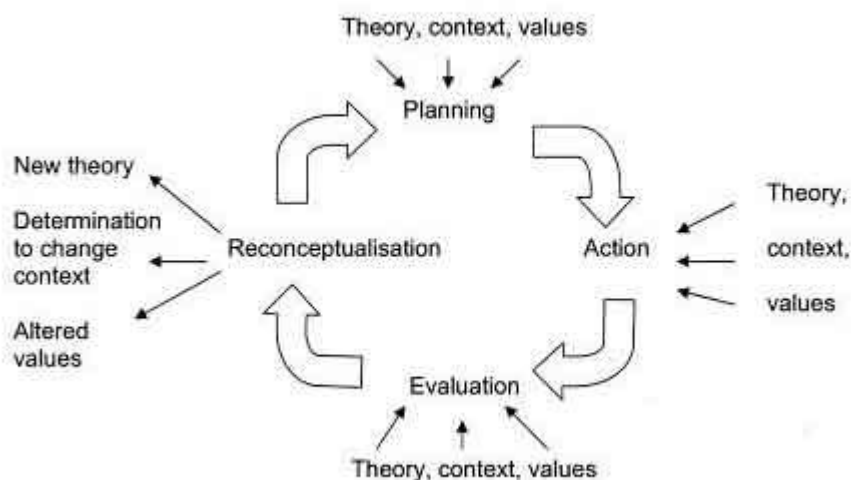 Theory, context, values
Planning
New theory
Determination
to change
context
Altered
values
Reconceptualisation
Action
Theory,
context,
values
Evaluation
Theory, context, values